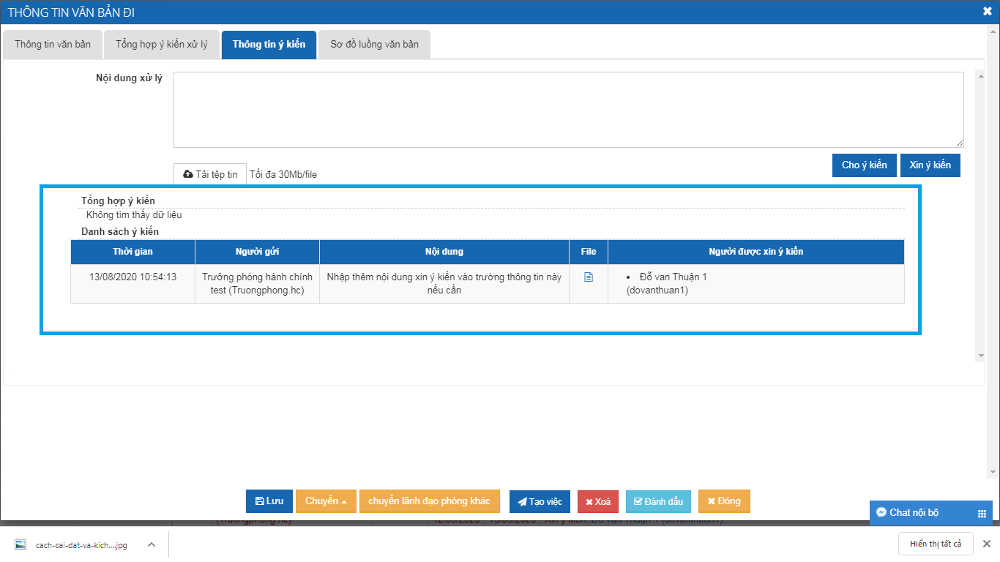 THÔNG TIN VĂN BẢN ĐI
Thông tin văn bản
Tổng hợp ý kiến xử lý
Thông tin ý kiến
Sơ đồ luồng văn bản
Nội dung xử lý
Tải tệp tin
Tối đa 30Mb/file
Cho ý kiến
Xin ý kiến
Tổng hợp ý kiến
Không tìm thấy dữ liệu
Danh sách ý kiến
Thời gian
Người gửi
Nội dung
File
Người được xin ý kiến
13/08/2020 10:54:13
Trưởng phòng hành chính
test (Truongphong.hc)
Nhập thêm nội dung xin ý kiến vào trường thông tin này
nếu cần
Đỗ van Thuận 1
(dovanthuan1)
Lưu
Chuyển
chuyển lãnh đạo phòng khác
Tạo việc
Xoá
Đánh dấu
Đóng
Chat nội bộ
cach-cai-dat-va-kich....jpg
Hiển thị tất cả